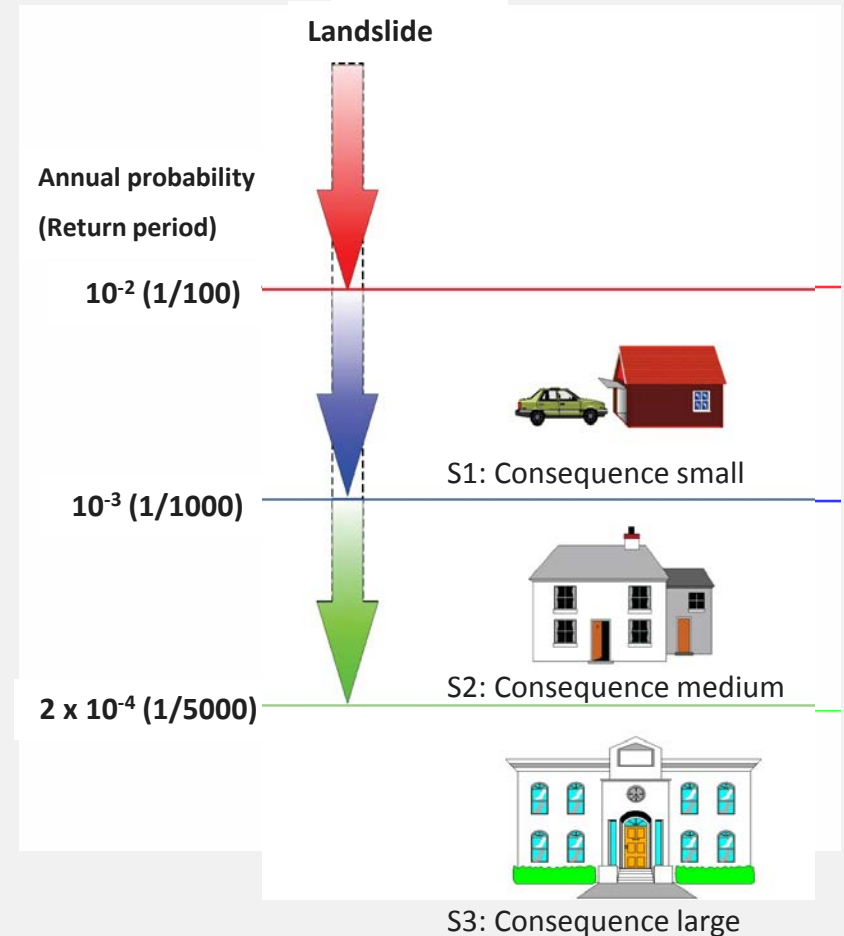 Landslide
Annual probability
(Return period)
10⁻² (1/100)
S1: Consequence small
10⁻³ (1/1000)
S2: Consequence medium
2 x 10⁻⁴ (1/5000)
S3: Consequence large